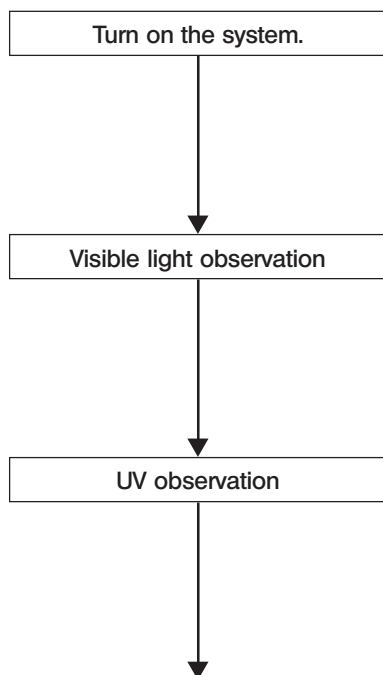 Turn on the system.
Visible light observation
UV observation